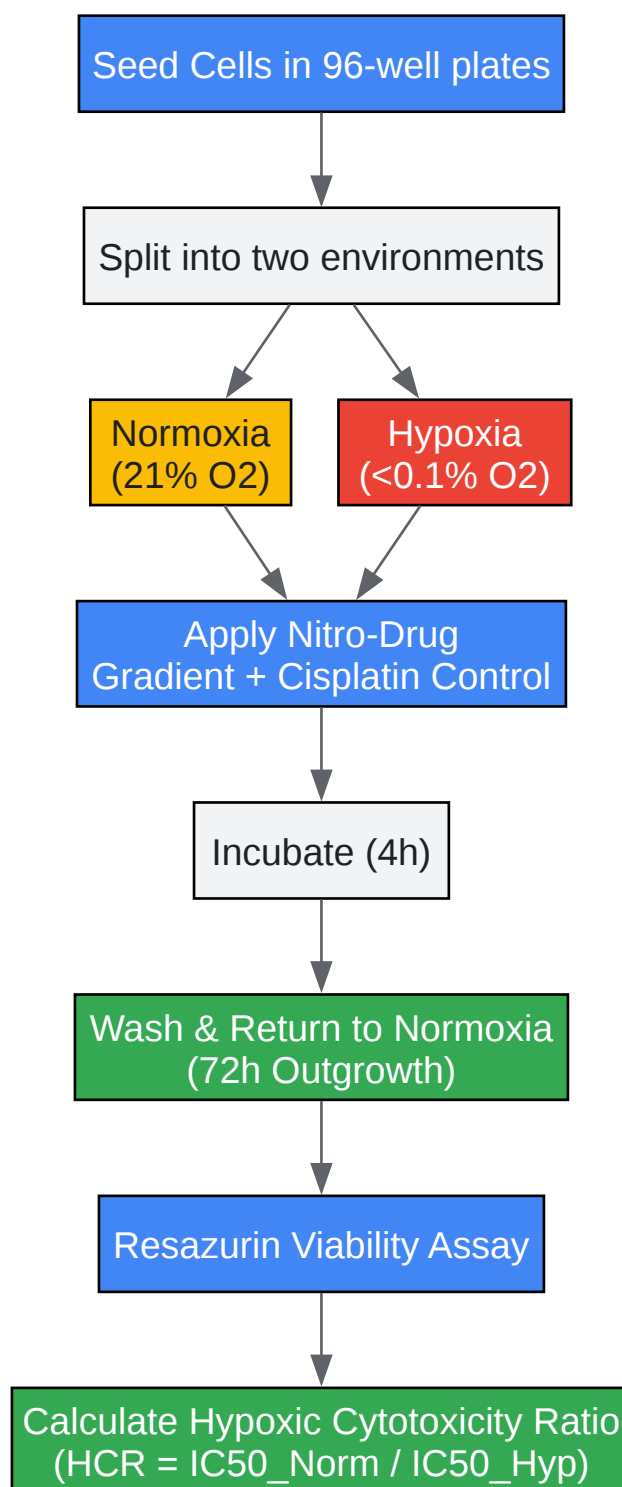 Seed Cells in 96-well plates
Split into two environments
Normoxia
(21% O2)
Hypoxia
(<0.1% O2)
Apply Nitro-Drug
Gradient + Cisplatin Control
Incubate (4h)
Wash & Return to Normoxia
(72h Outgrowth)
Resazurin Viability Assay
Calculate Hypoxic Cytotoxicity Ratio
(HCR = IC50_Norm / IC50_Hyp)